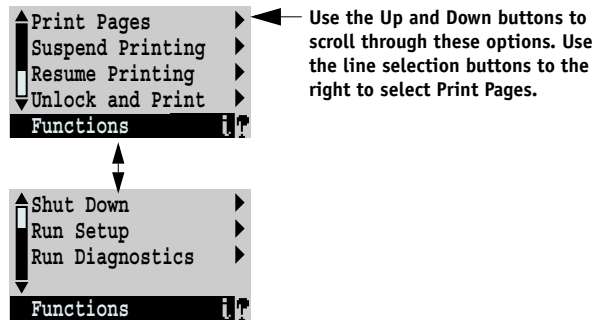 Print Pages
Suspend Printing
Resume Printing
Unlock and Print
Functions
Use the Up and Down buttons to
scroll through these options. Use
the line selection buttons to the
right to select Print Pages.
Shut Down
Run Setup
Run Diagnostics
Functions